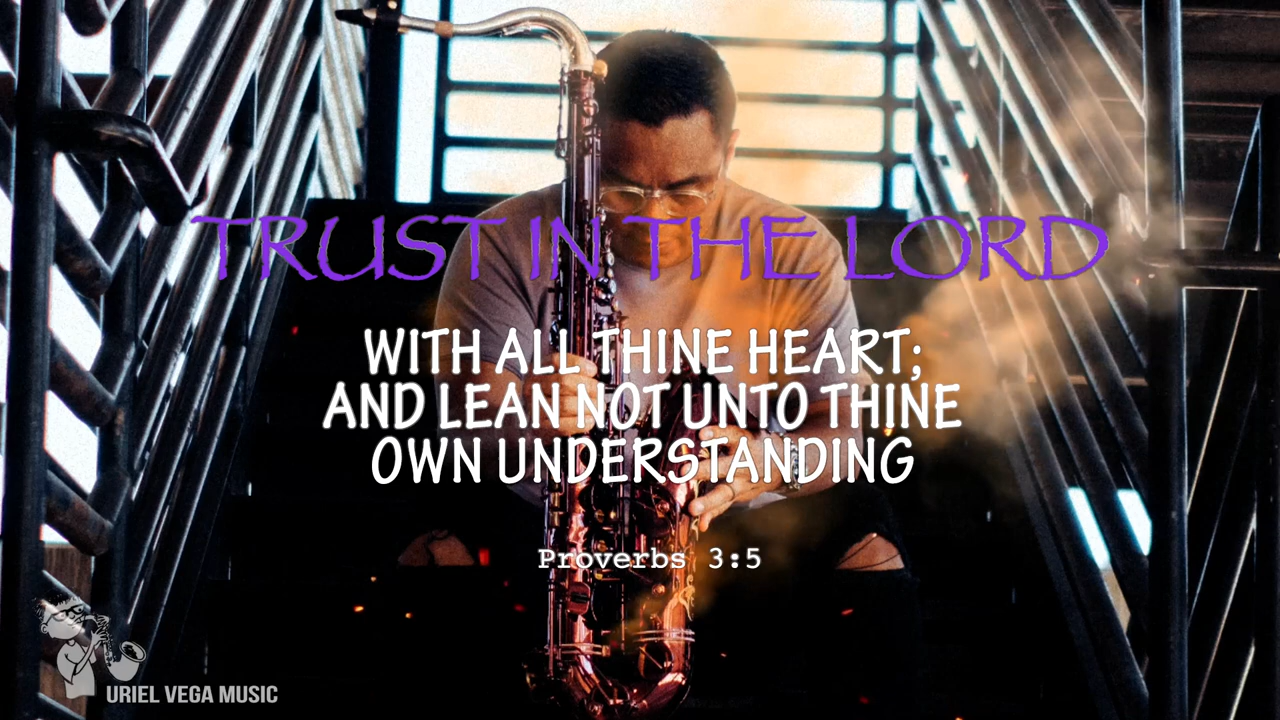 TRUST IN THE LORD
WITH ALL THINE HEART;
AND LEAN NOT UNTO THINE
OWN UNDERSTANDING
Proverbs 3:5
URIEL VEGA MUSIC